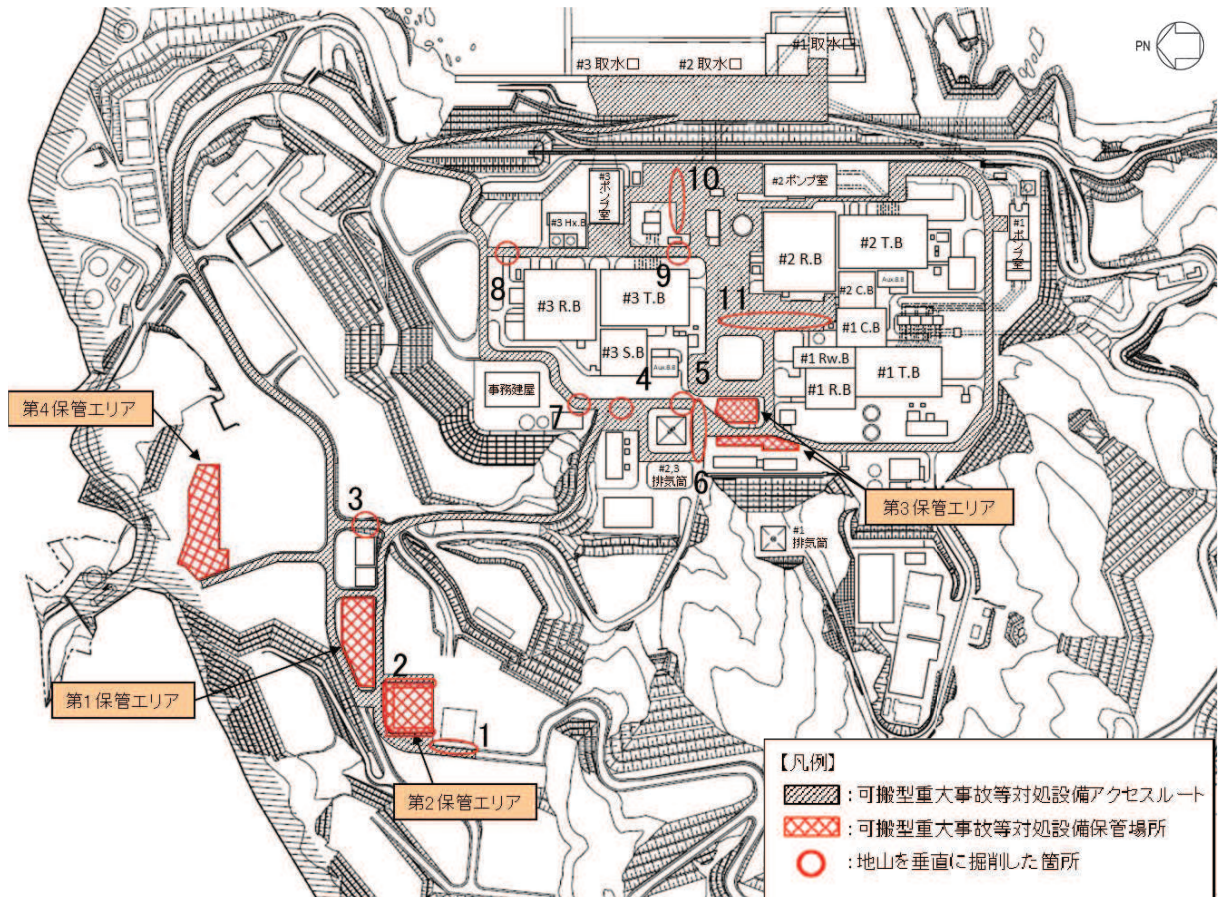 #1 取水口
#3 取水口
#2 取水口
PN
#3
ポンプ室
10
#2 ポンプ室
#1
ポンプ室
#3 Hx.B
#2 T.B
#2 R.B
8
9
#3 R.B
#3 T.B
11
#2 C.B
Aux.B.B
#1 C.B
#3 S.B
#1 Rw.B
#1 T.B
Aux.B.B
4
5
#1 R.B
事務建屋
7
第4保管エリア
#2,3
排気筒
6
第3保管エリア
3
#1
排気筒
第1保管エリア
2
1
第2保管エリア
【凡例】
:可搬型重大事故等対処設備アクセスルート
:可搬型重大事故等対処設備保管場所
:地山を垂直に掘削した箇所